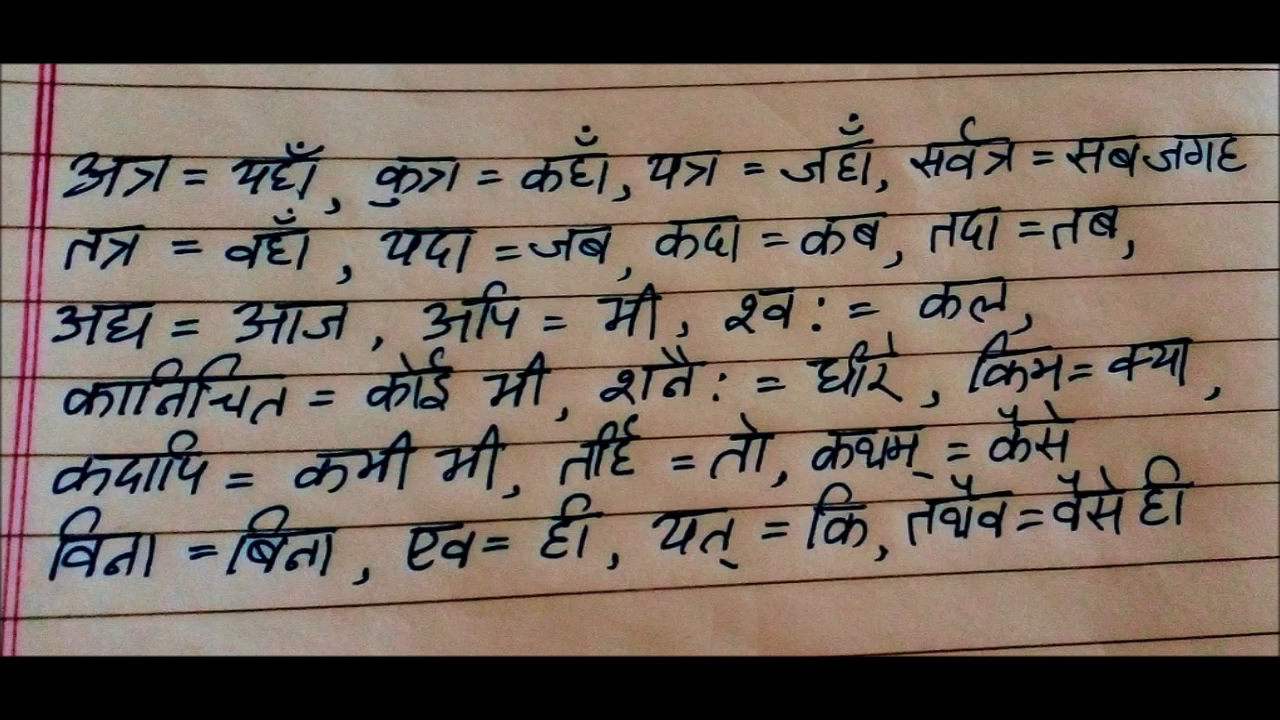 अत्र = यहाँ, कुत्र = कहाँ, यत्र = जहाँ, सर्वत्र = सब जगह
तत्र = वहाँ, यदा = जब, कदा = कब, तदा = तब,
अद्य = आज, अपि = भी, श्व: = कल,
कानिचित = कोई भी, शनै: = धीरे, किम = क्या,
कदापि = कभी भी, तर्हि = तो, कथम् = कैसे
विना = बिना, एव = ही, यत् = कि, तथैव = वैसे ही